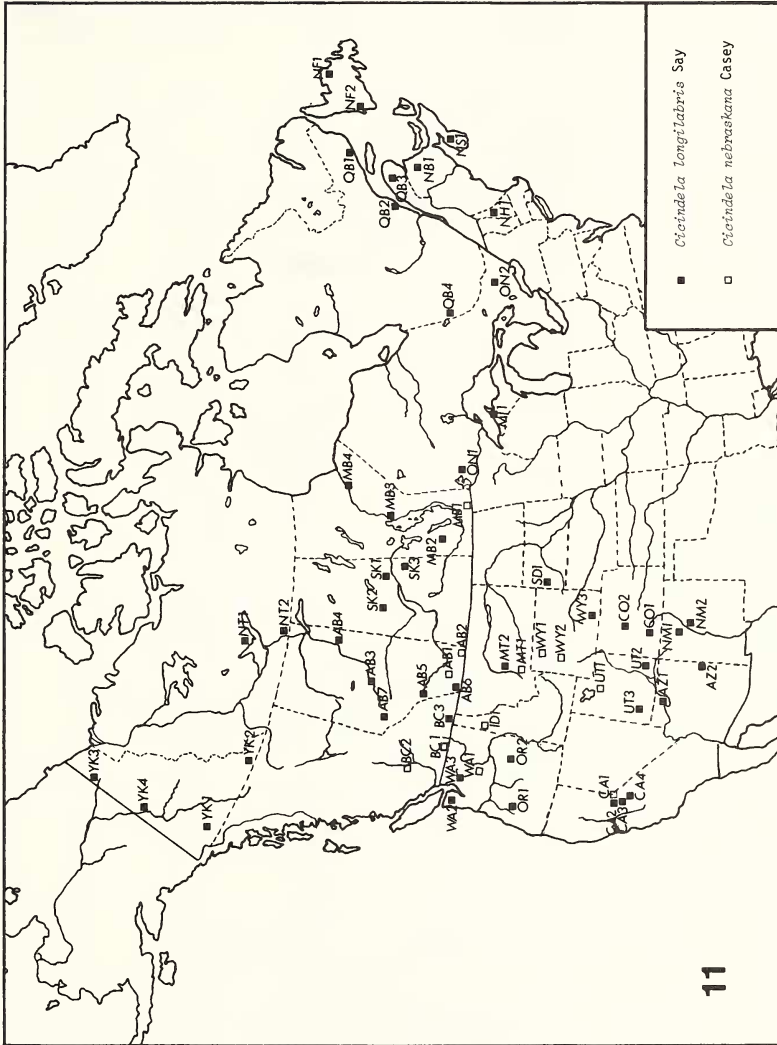 YK3
YK4
YK2
YK1
NT1
NT2
NF1
NF2
QB1
QB2
QB3
NB1
NS1
NH1
QB4
ON2
MI1
ON1
MB4
MB3
MB2
MB1
SK1
SK2
SK3
AB4
AB3
AB7
AB5
AB1
AB2
AB6
BC3
BC2
BC1
WA3
WA1
WA2
ID1
OR2
OR1
MT2
MT1
WY1
WY2
SD1
WY3
UT1
CO2
CO1
UT2
UT3
NM1
NM2
AZ1
AZ2
CA1
CA3
CA4
■ Cicindela longilabris Say
□ Cicindela nebraskana Casey
11